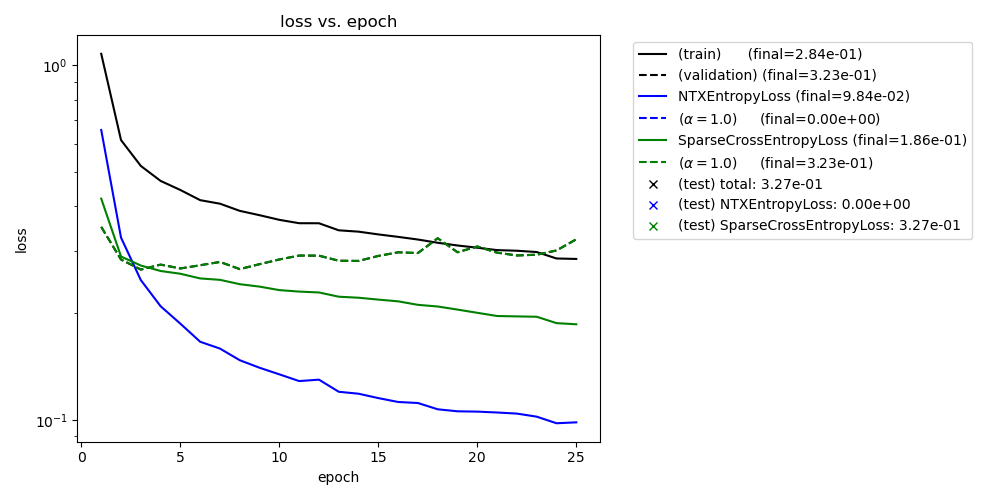 loss vs. epoch
loss
10⁰
10⁻¹
0 5 10 15 20 25
epoch
(train) (final=2.84e-01)
(validation) (final=3.23e-01)
NTXEntropyLoss (final=9.84e-02)
(α = 1.0) (final=0.00e+00)
SparseCrossEntropyLoss (final=1.86e-01)
(α = 1.0) (final=3.23e-01)
(test) total: 3.27e-01
(test) NTXEntropyLoss: 0.00e+00
(test) SparseCrossEntropyLoss: 3.27e-01